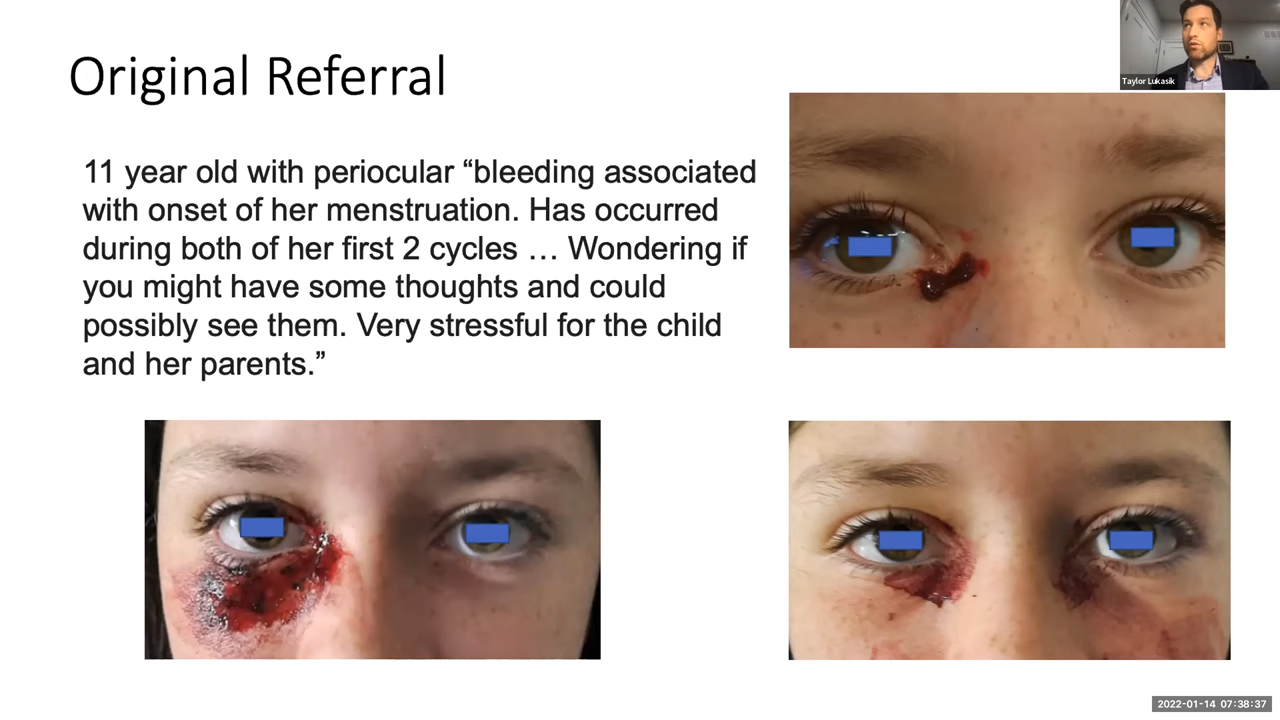 Original Referral
Taylor Lukasik
11 year old with periocular “bleeding associated
with onset of her menstruation. Has occurred
during both of her first 2 cycles … Wondering if
you might have some thoughts and could
possibly see them. Very stressful for the child
and her parents.”
2022-01-14 07:38:37